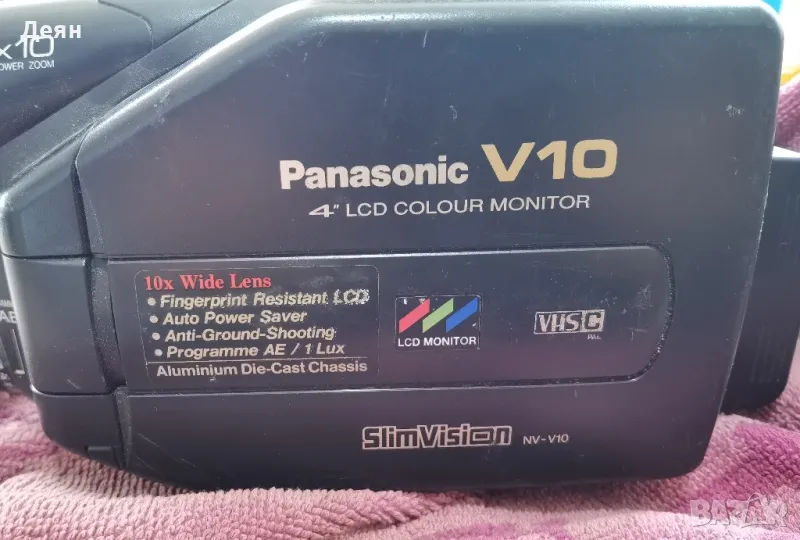 Деян
x10
POWER ZOOM
Panasonic V10
4" LCD COLOUR MONITOR
10x Wide Lens
• Fingerprint Resistant LCD
• Auto Power Saver
• Anti-Ground-Shooting
• Programme AE / 1 Lux
Aluminium Die-Cast Chassis
LCD MONITOR
VHS C
PAL
SlimVision NV-V10
BAZAR